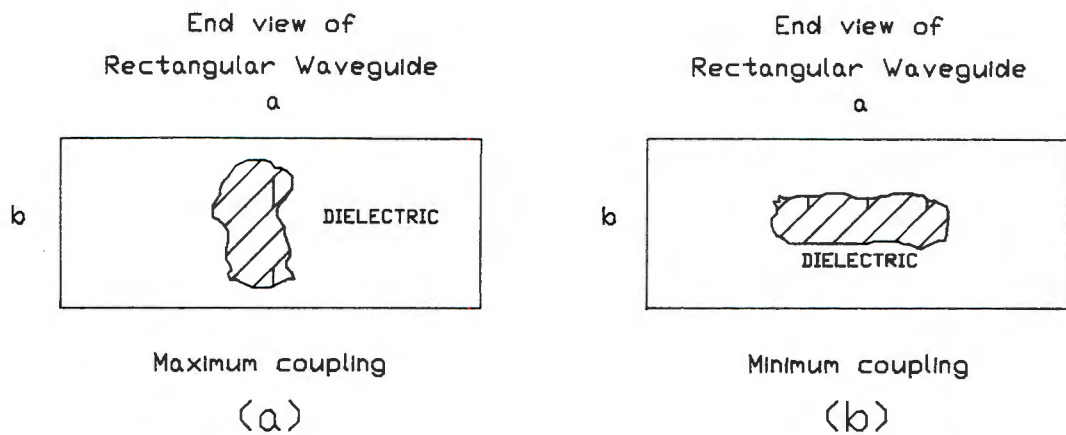 End view of
Rectangular Waveguide
a
b
DIELECTRIC
Maximum coupling
(a)
End view of
Rectangular Waveguide
a
b
DIELECTRIC
Minimum coupling
(b)